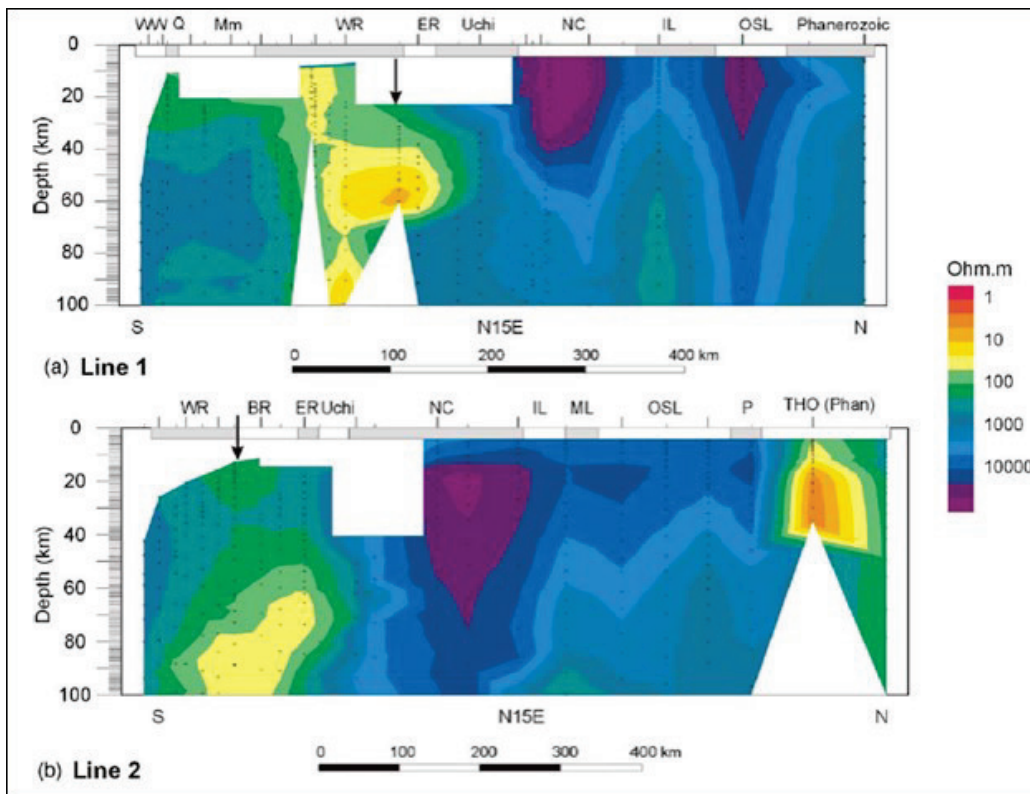 (a)
WW Q Mm WR ER Uchi NC IL OSL Phanerozoic
0
20
40
60
80
100
Depth (km)
S N15E N
(a) Line 1
0 100 200 300 400 km
Ohm.m
1
10
100
1000
10000
WR BR ER Uchi NC IL ML OSL P THO (Phan)
0
20
40
60
80
100
Depth (km)
S N15E N
0 100 200 300 400 km
(b) Line 2